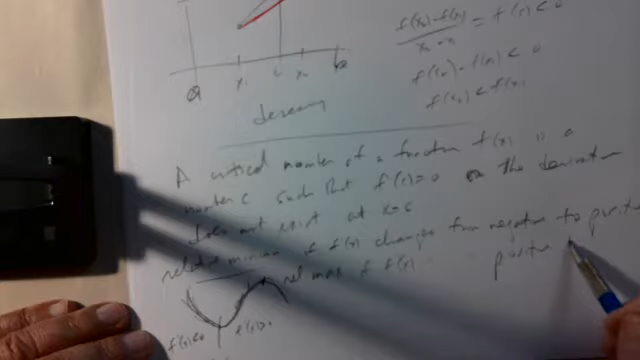 f(x₂)-f(x₁) / x₂-x₁ = f'(c) < 0
f(x₂) - f(x₁) < 0
f(x₂) < f(x₁)
a x₁ c x₂ b
A critical number of a function f(x) is a
number c such that f'(c)=0 or the derivative
does not exist at x=c
relative minimum if f'(x) changes from negative to positive
rel max if f'(x) positive